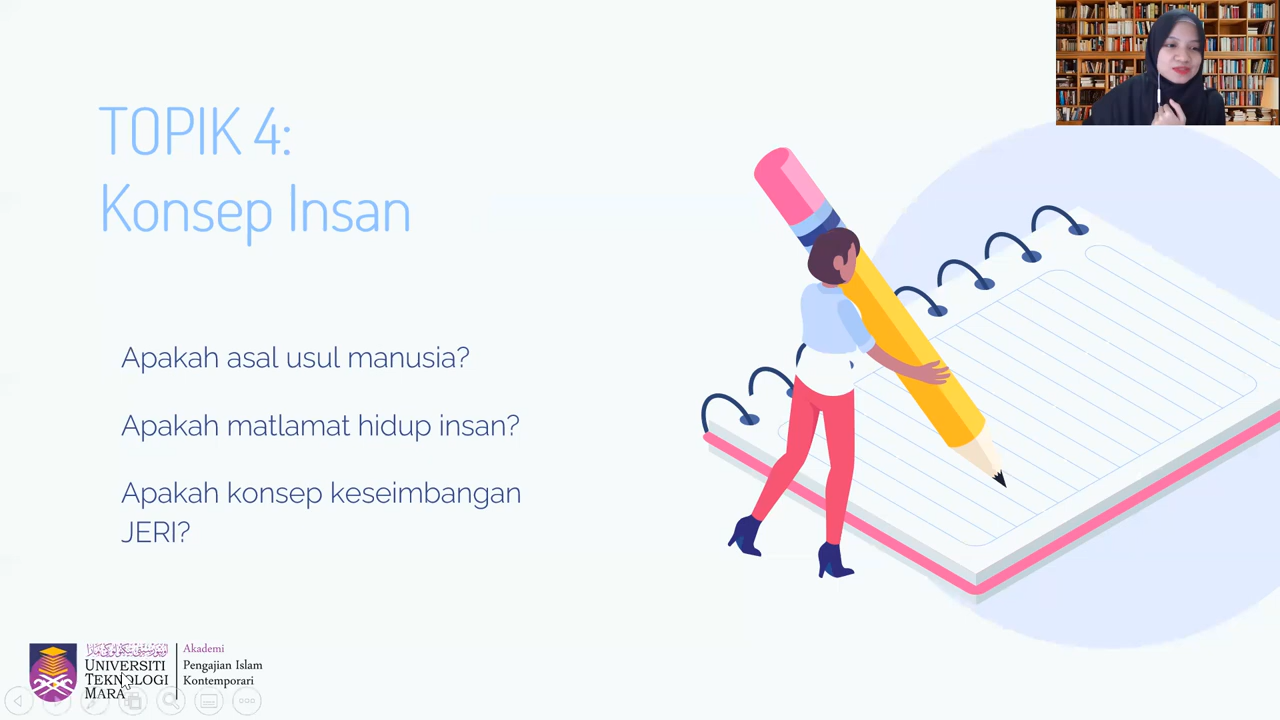 TOPIK 4:
Konsep Insan
Apakah asal usul manusia?
Apakah matlamat hidup insan?
Apakah konsep keseimbangan
JERI?
UNIVERSITI
TEKNOLOGI
MARA
Akademi
Pengajian Islam
Kontemporari